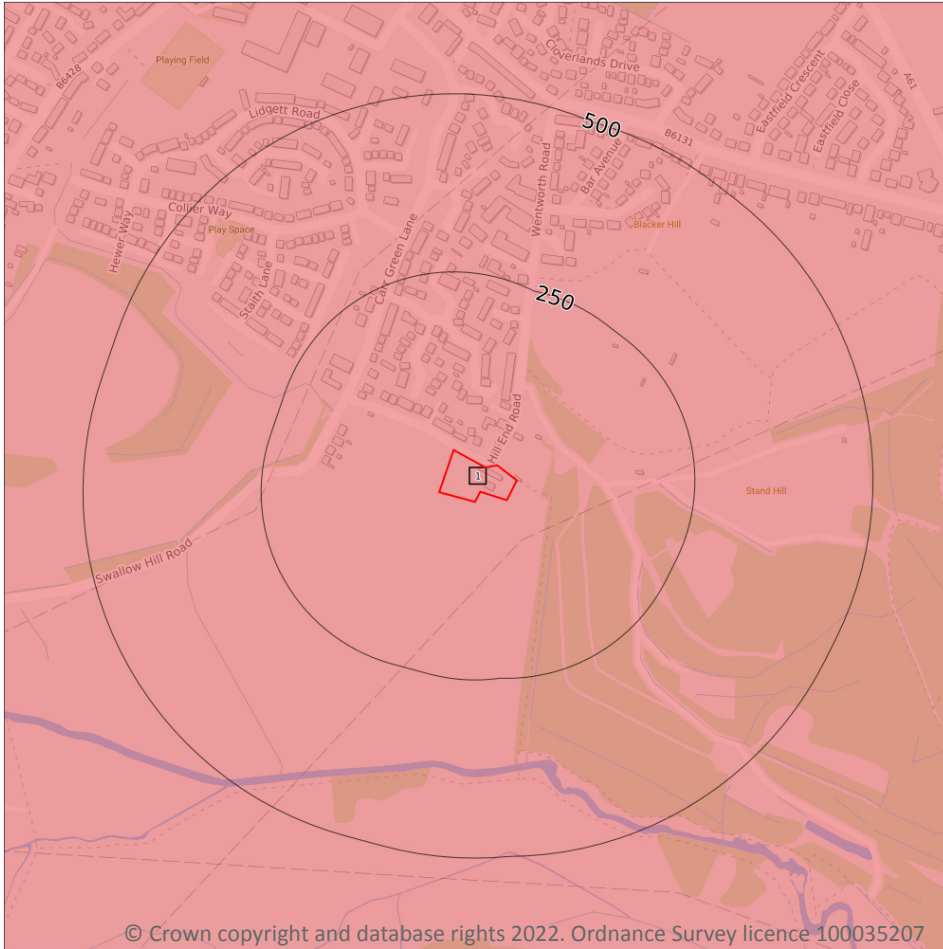 Playing Field
Cloverlands Drive
B6428
A61
Eastfield Crescent
Eastfield Close
Lidgett Road
500
B6131
Bar Avenue
Wentworth Road
Collier Way
Play Space
Hewer Way
Carr Green Lane
Blacker Hill
Staith Lane
250
Hill End Road
1
Stand Hill
Swallow Hill Road
© Crown copyright and database rights 2022. Ordnance Survey licence 100035207